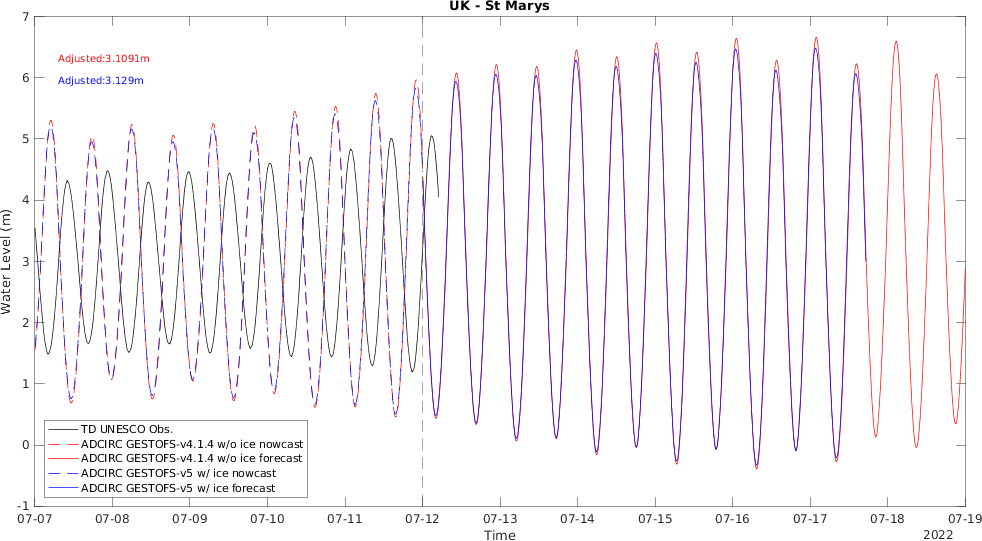 UK - St Marys
7
6
5
4
3
2
1
0
-1
Water Level (m)
Adjusted:3.1091m
Adjusted:3.129m
TD UNESCO Obs.
ADCIRC GESTOFS-v4.1.4 w/o ice nowcast
ADCIRC GESTOFS-v4.1.4 w/o ice forecast
ADCIRC GESTOFS-v5 w/ ice nowcast
ADCIRC GESTOFS-v5 w/ ice forecast
07-07 07-08 07-09 07-10 07-11 07-12 07-13 07-14 07-15 07-16 07-17 07-18 07-19
Time
2022